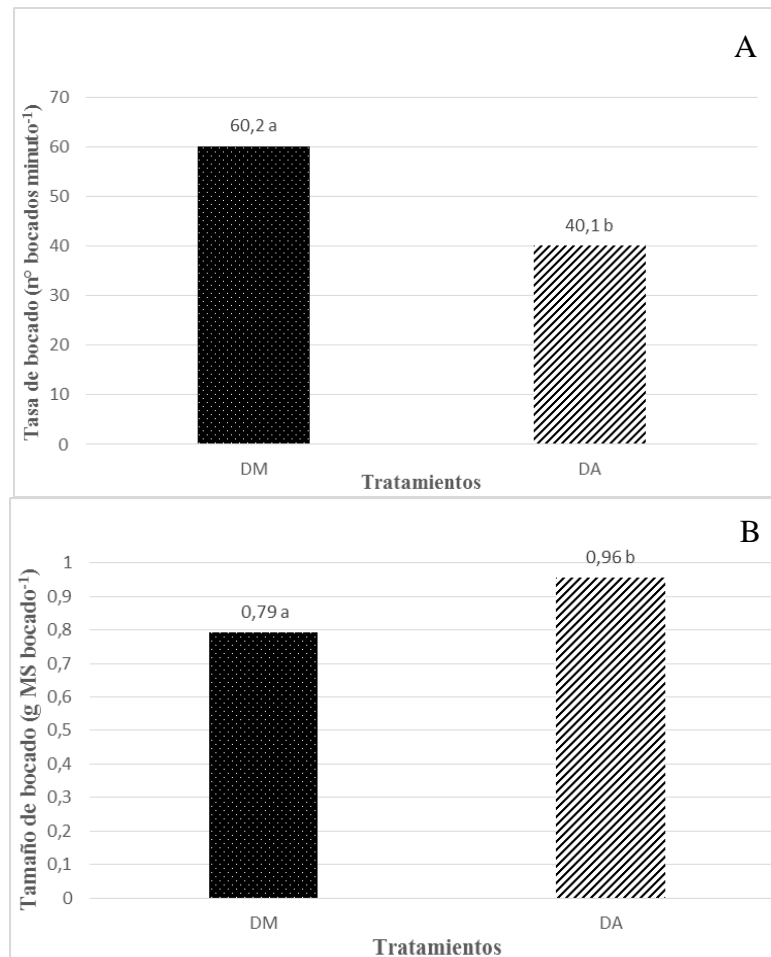 A
Tasa de bocado (n° bocados minuto-1)
70
60
50
40
30
20
10
0
60,2 a
40,1 b
DM
DA
Tratamientos
B
Tamaño de bocado (g MS bocado-1)
1
0,9
0,8
0,7
0,6
0,5
0,4
0,3
0,2
0,1
0
0,79 a
0,96 b
DM
DA
Tratamientos